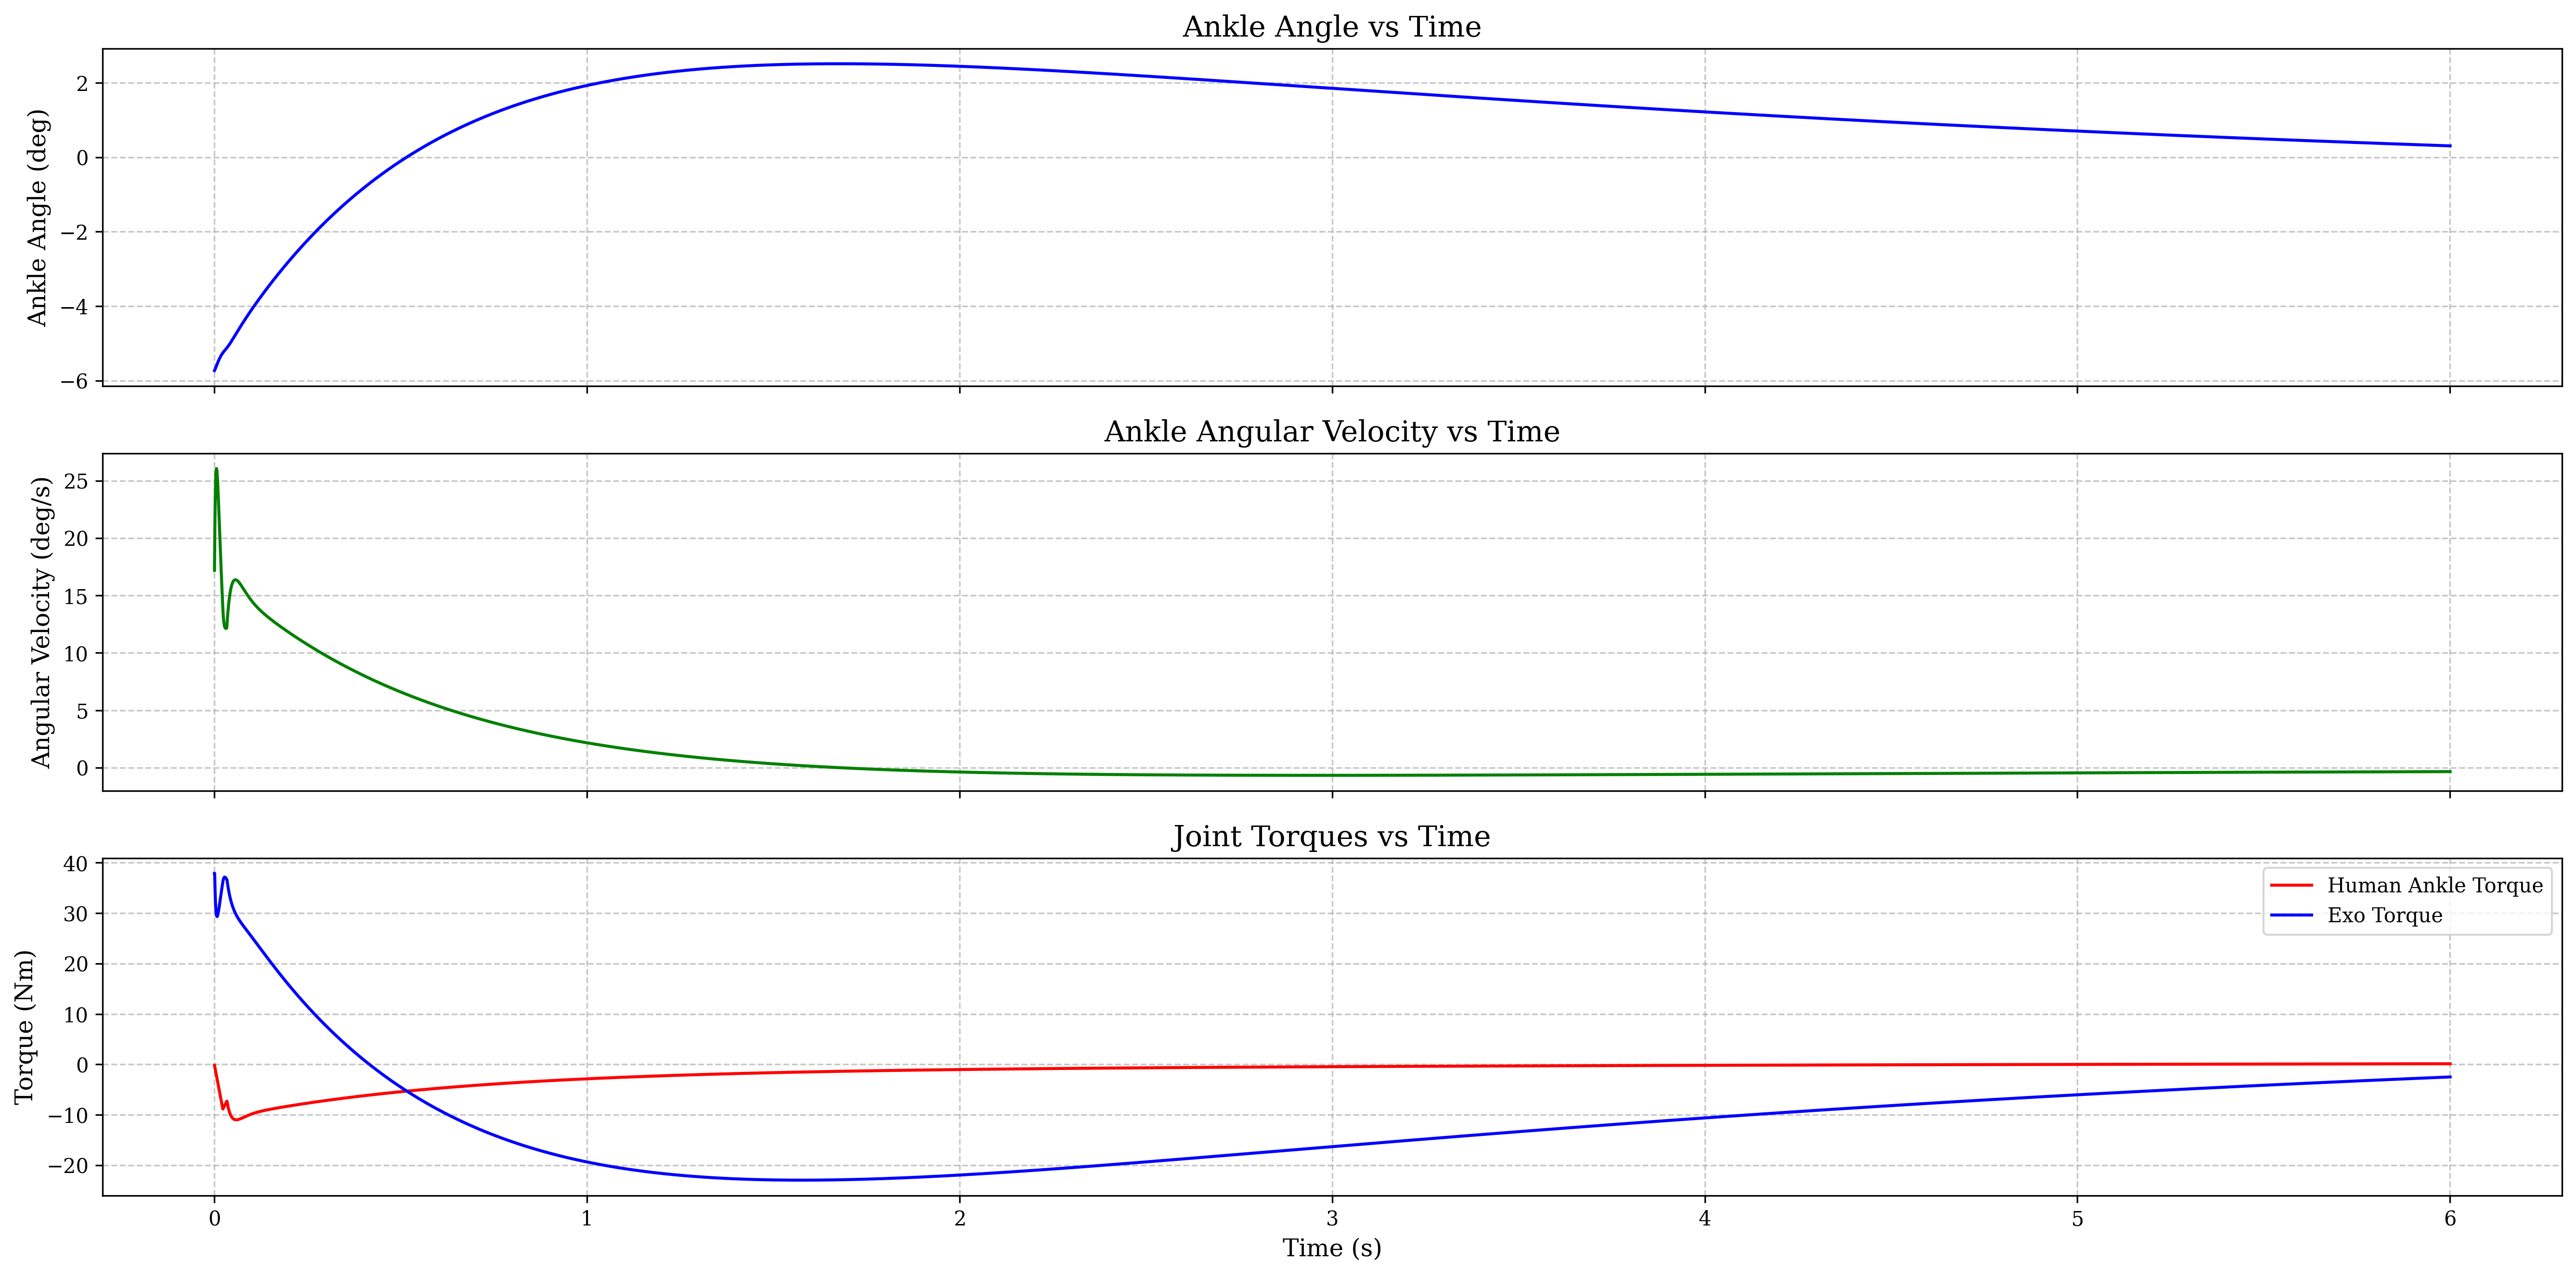 Ankle Angle vs Time
Ankle Angle (deg)
2
0
−2
−4
−6
Ankle Angular Velocity vs Time
Angular Velocity (deg/s)
25
20
15
10
5
0
Joint Torques vs Time
Torque (Nm)
40
30
20
10
0
−10
−20
Human Ankle Torque
Exo Torque
0 1 2 3 4 5 6
Time (s)